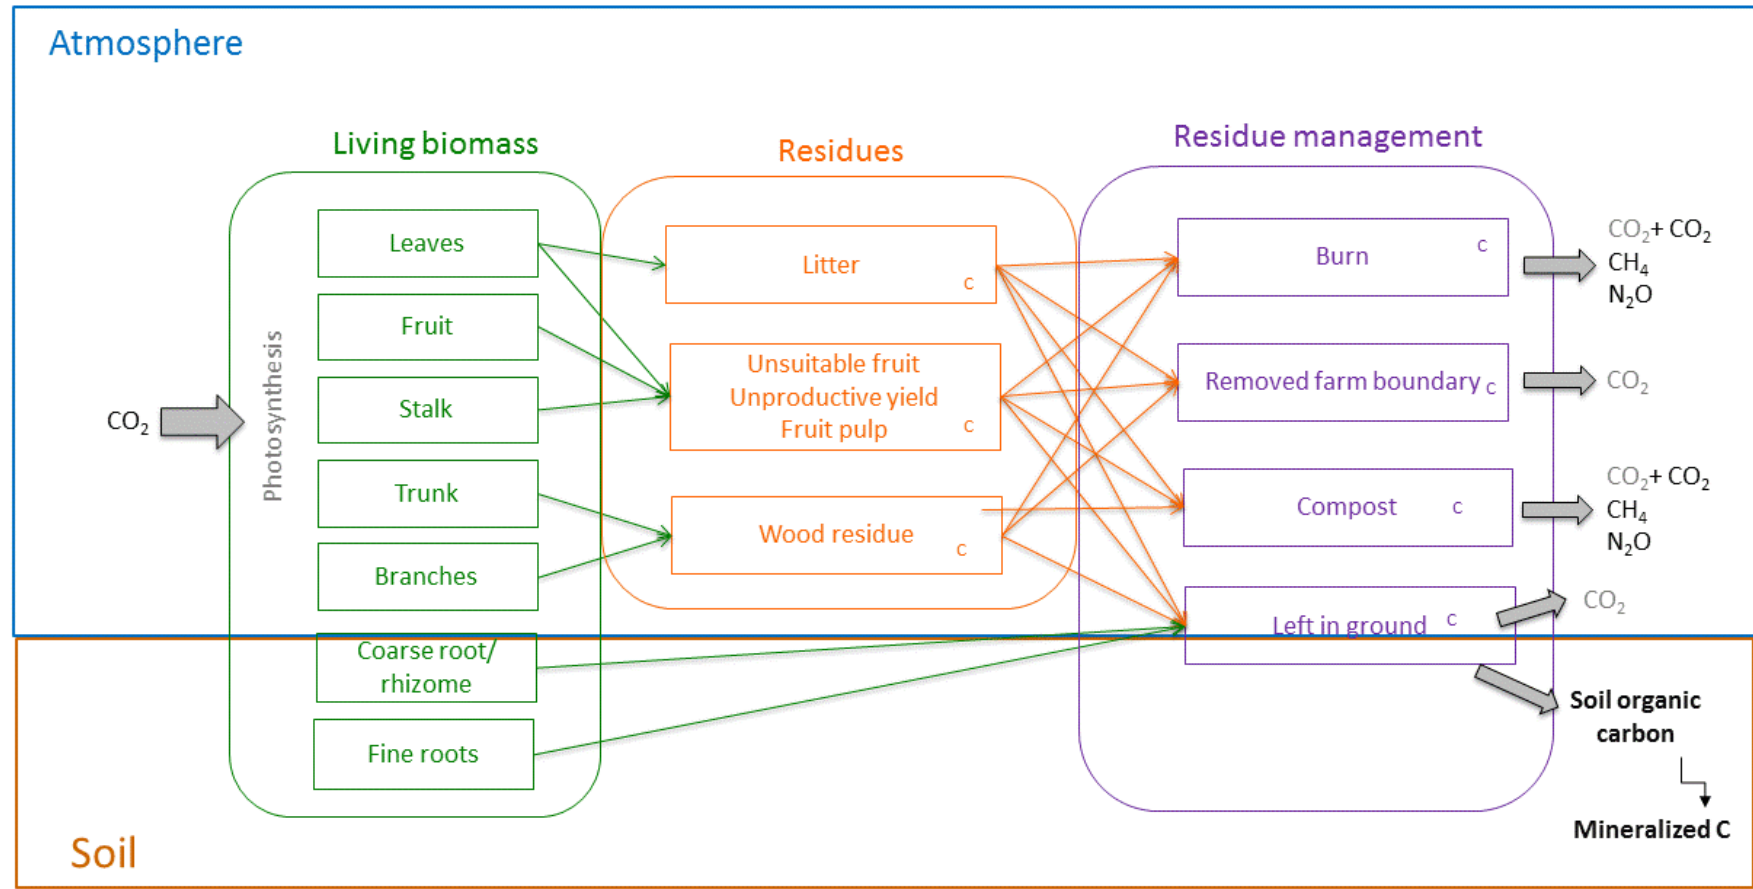 Atmosphere
Living biomass
Residues
Residue management
CO₂
Photosynthesis
Leaves
Fruit
Stalk
Trunk
Branches
Coarse root/
rhizome
Fine roots
Litter
C
Unsuitable fruit
Unproductive yield
Fruit pulp
C
Wood residue
C
Burn
C
Removed farm boundary
C
Compost
C
Left in ground
C
CO₂+ CO₂
CH₄
N₂O
CO₂
CO₂+ CO₂
CH₄
N₂O
CO₂
Soil organic
carbon
Mineralized C
Soil